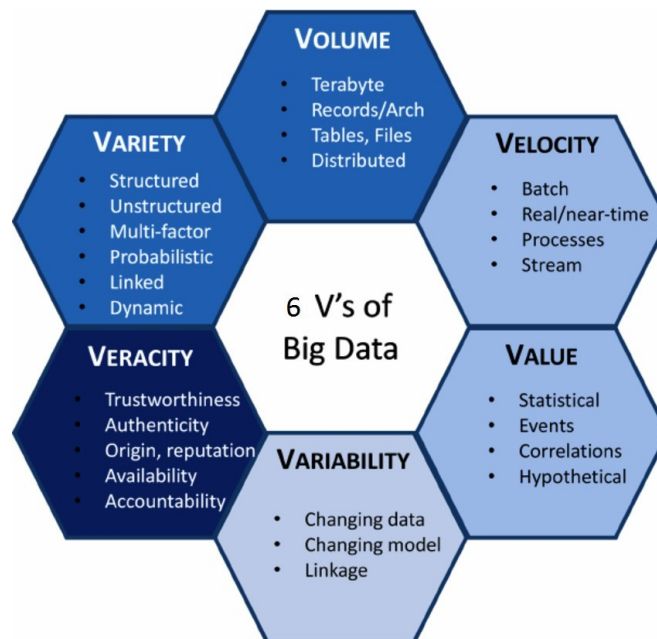 VOLUME
• Terabyte
• Records/Arch
• Tables, Files
• Distributed
VARIETY
• Structured
• Unstructured
• Multi-factor
• Probabilistic
• Linked
• Dynamic
VELOCITY
• Batch
• Real/near-time
• Processes
• Stream
6 V's of
Big Data
VERACITY
• Trustworthiness
• Authenticity
• Origin, reputation
• Availability
• Accountability
VALUE
• Statistical
• Events
• Correlations
• Hypothetical
VARIABILITY
• Changing data
• Changing model
• Linkage